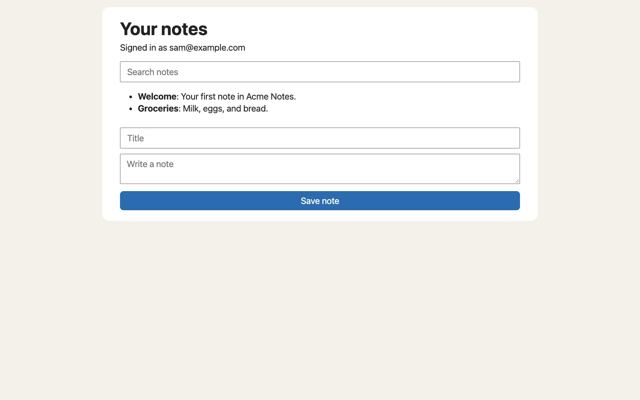 Your notes
Signed in as sam@example.com
Search notes
• Welcome: Your first note in Acme Notes.
• Groceries: Milk, eggs, and bread.
Title
Write a note
Save note